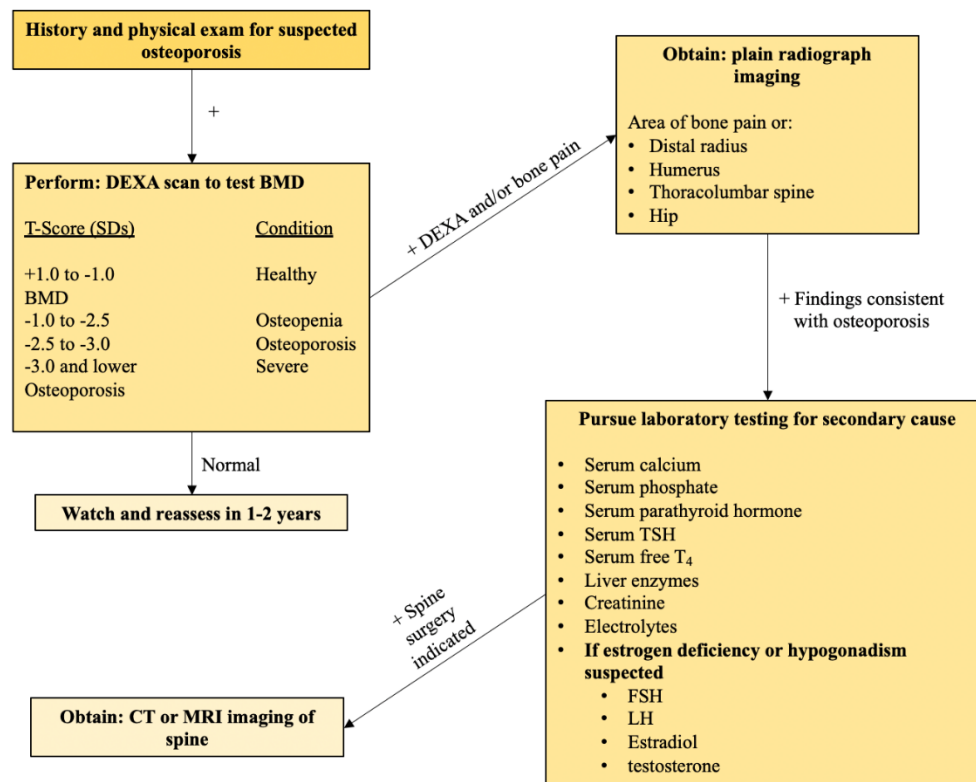 History and physical exam for suspected
osteoporosis
+
Perform: DEXA scan to test BMD
T-Score (SDs) Condition
+1.0 to -1.0 Healthy
BMD
-1.0 to -2.5 Osteopenia
-2.5 to -3.0 Osteoporosis
-3.0 and lower Severe
Osteoporosis
Normal
Watch and reassess in 1-2 years
+ DEXA and/or bone pain
Obtain: plain radiograph
imaging
Area of bone pain or:
• Distal radius
• Humerus
• Thoracolumbar spine
• Hip
+ Findings consistent
with osteoporosis
Pursue laboratory testing for secondary cause
• Serum calcium
• Serum phosphate
• Serum parathyroid hormone
• Serum TSH
• Serum free T₄
• Liver enzymes
• Creatinine
• Electrolytes
• If estrogen deficiency or hypogonadism
suspected
• FSH
• LH
• Estradiol
• testosterone
+ Spine
surgery
indicated
Obtain: CT or MRI imaging of
spine